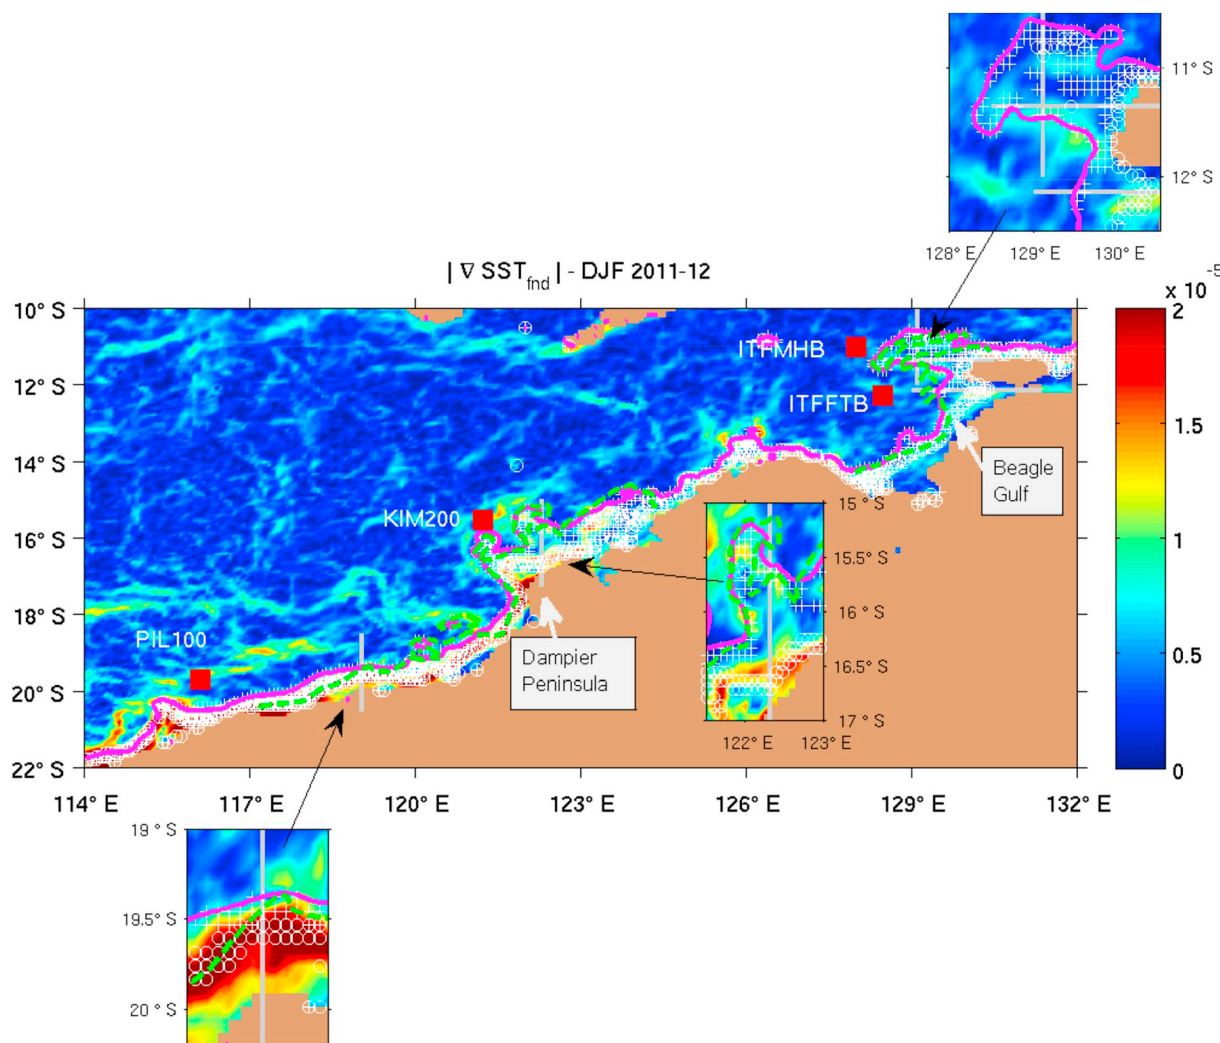 11° S
12° S
128° E 129° E 130° E
| ∇ SST_fnd | - DJF 2011-12
x 10^-5
10° S
12° S
14° S
16° S
18° S
20° S
22° S
ITFMHB
ITFFTB
KIM200
PIL100
Beagle
Gulf
Dampier
Peninsula
15° S
15.5° S
16° S
16.5° S
17° S
122° E 123° E
2
1.5
1
0.5
0
114° E 117° E 120° E 123° E 126° E 129° E 132° E
19° S
19.5° S
20° S